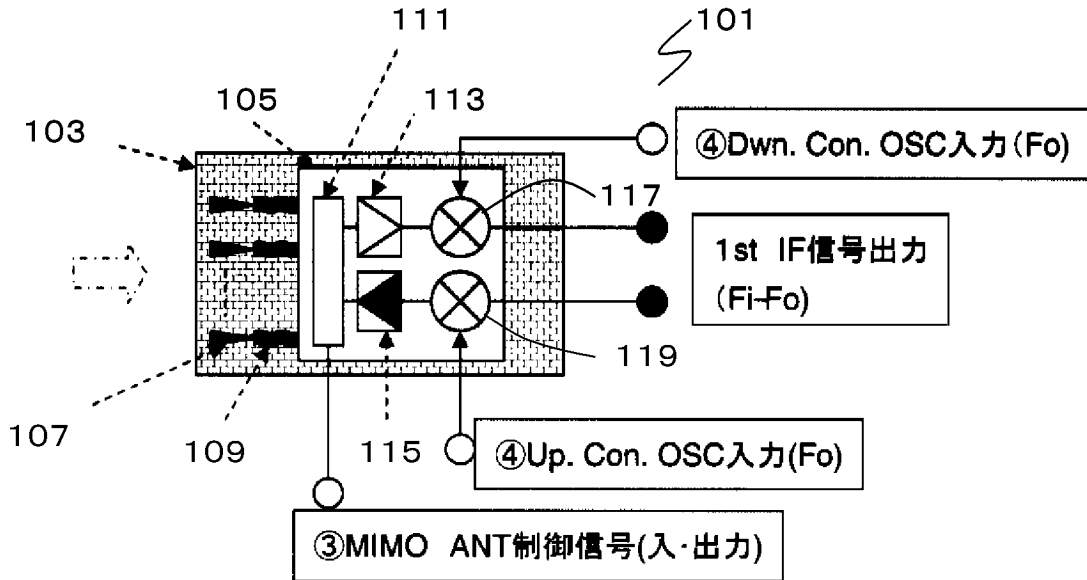 111
101
105
113
103
④Dwn. Con. OSC入力(Fo)
117
1st IF信号出力
(Fi-Fo)
119
107
109
115
④Up. Con. OSC入力(Fo)
③MIMO ANT制御信号(入・出力)